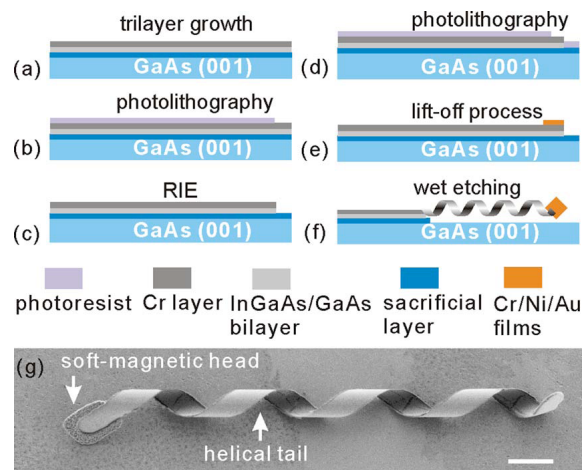 trilayer growth
(a)
GaAs (001)
photolithography
(b)
GaAs (001)
RIE
(c)
GaAs (001)
photolithography
(d)
GaAs (001)
lift-off process
(e)
GaAs (001)
wet etching
(f)
GaAs (001)
photoresist
Cr layer
InGaAs/GaAs
bilayer
sacrificial
layer
Cr/Ni/Au
films
(g)
soft-magnetic head
helical tail